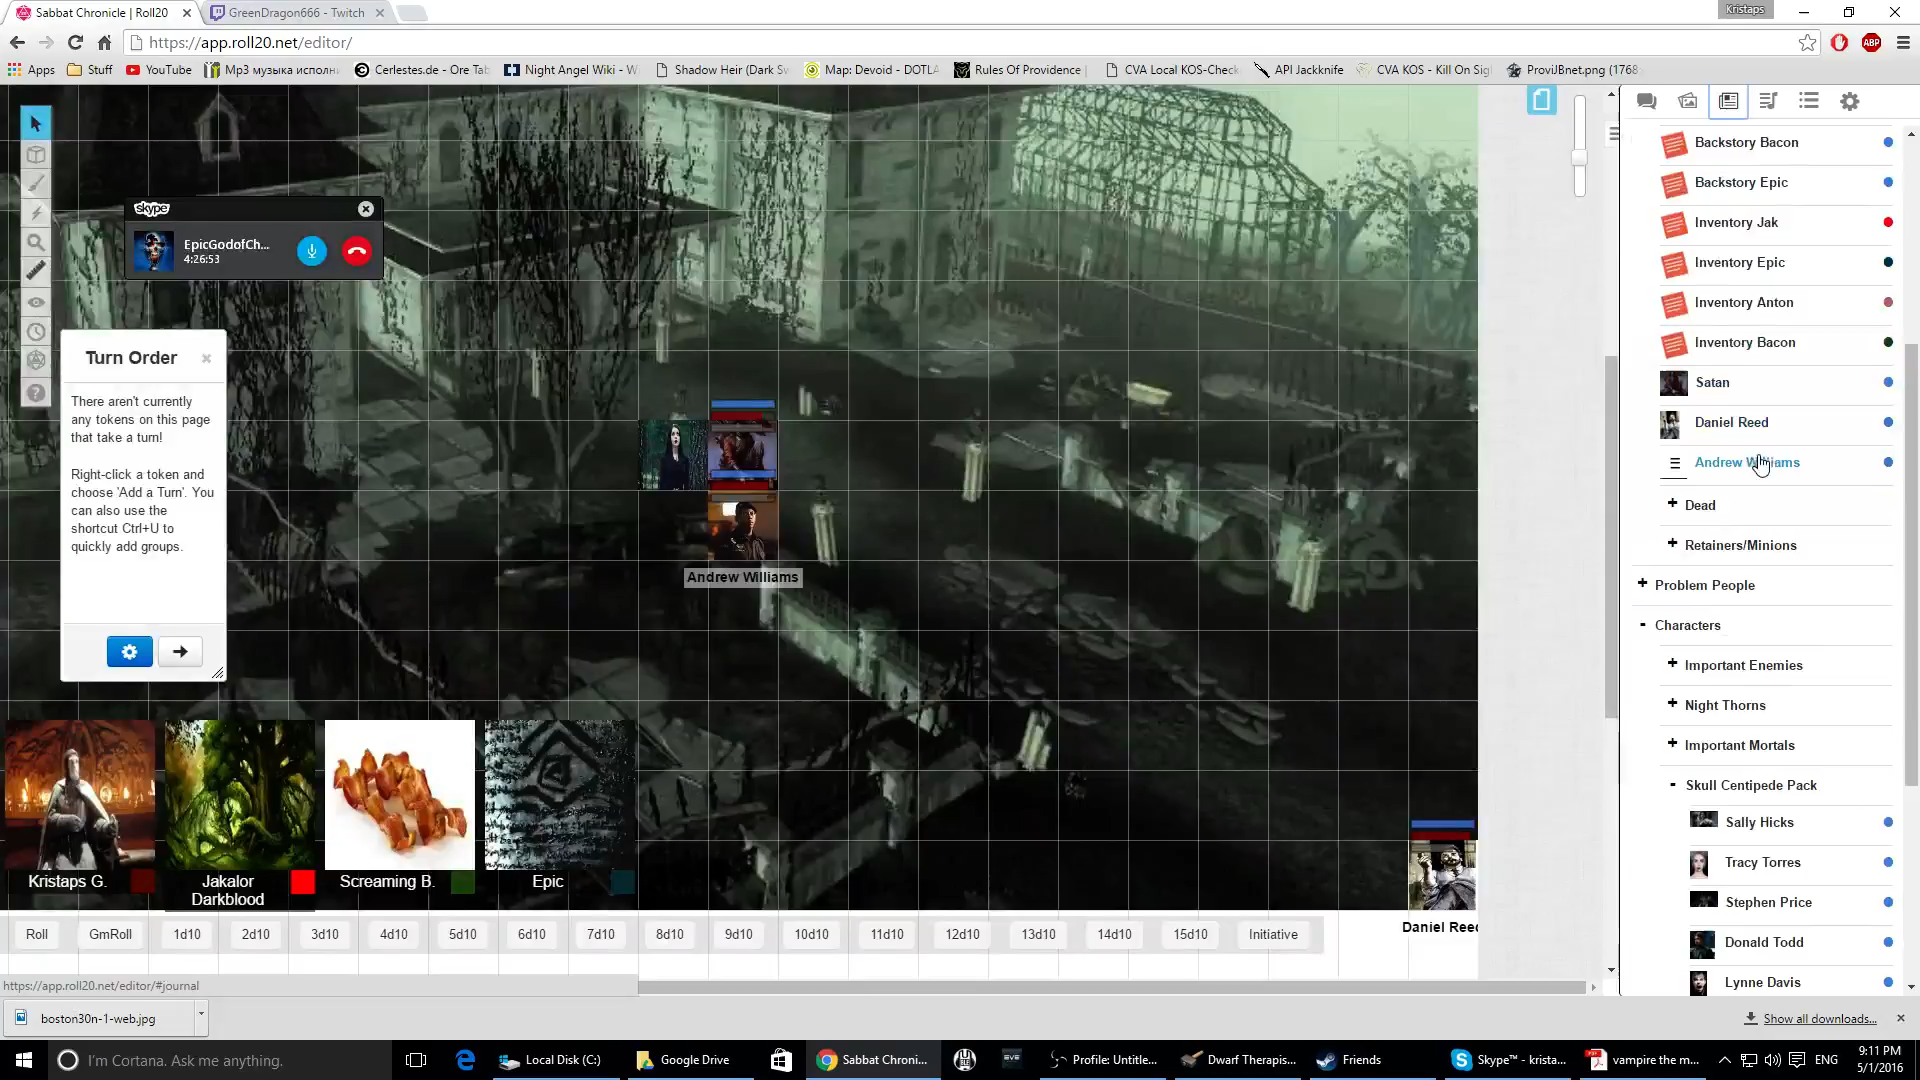 Sabbat Chronicle | Roll20
GreenDragon666 - Twitch
Kristaps
https://app.roll20.net/editor/
Apps
Stuff
YouTube
Mp3 музыка исполни
Cerlestes.de - Ore Tab
Night Angel Wiki - W
Shadow Heir (Dark Sw
Map: Devoid - DOTLA
Rules Of Providence |
CVA Local KOS-Check
API Jackknife
CVA KOS - Kill On Sig
ProviJBnet.png (1768
ABP
skype
EpicGodofCh...
4:26:53
Turn Order
There aren't currently
any tokens on this page
that take a turn!
Right-click a token and
choose 'Add a Turn'. You
can also use the
shortcut Ctrl+U to
quickly add groups.
Andrew Williams
Daniel Reed
Kristaps G.
Jakalor
Darkblood
Screaming B.
Epic
Roll
GmRoll
1d10
2d10
3d10
4d10
5d10
6d10
7d10
8d10
9d10
10d10
11d10
12d10
13d10
14d10
15d10
Initiative
Backstory Bacon
Backstory Epic
Inventory Jak
Inventory Epic
Inventory Anton
Inventory Bacon
Satan
Daniel Reed
Andrew Williams
Dead
Retainers/Minions
Problem People
Characters
Important Enemies
Night Thorns
Important Mortals
Skull Centipede Pack
Sally Hicks
Tracy Torres
Stephen Price
Donald Todd
Lynne Davis
https://app.roll20.net/editor/#journal
boston30n-1-web.jpg
Show all downloads...
I'm Cortana. Ask me anything.
Local Disk (C:)
Google Drive
Sabbat Chroni...
EVE
Profile: Untitle...
Dwarf Therapis...
Friends
Skype™ - krista...
vampire the m...
ENG
9:11 PM
5/1/2016